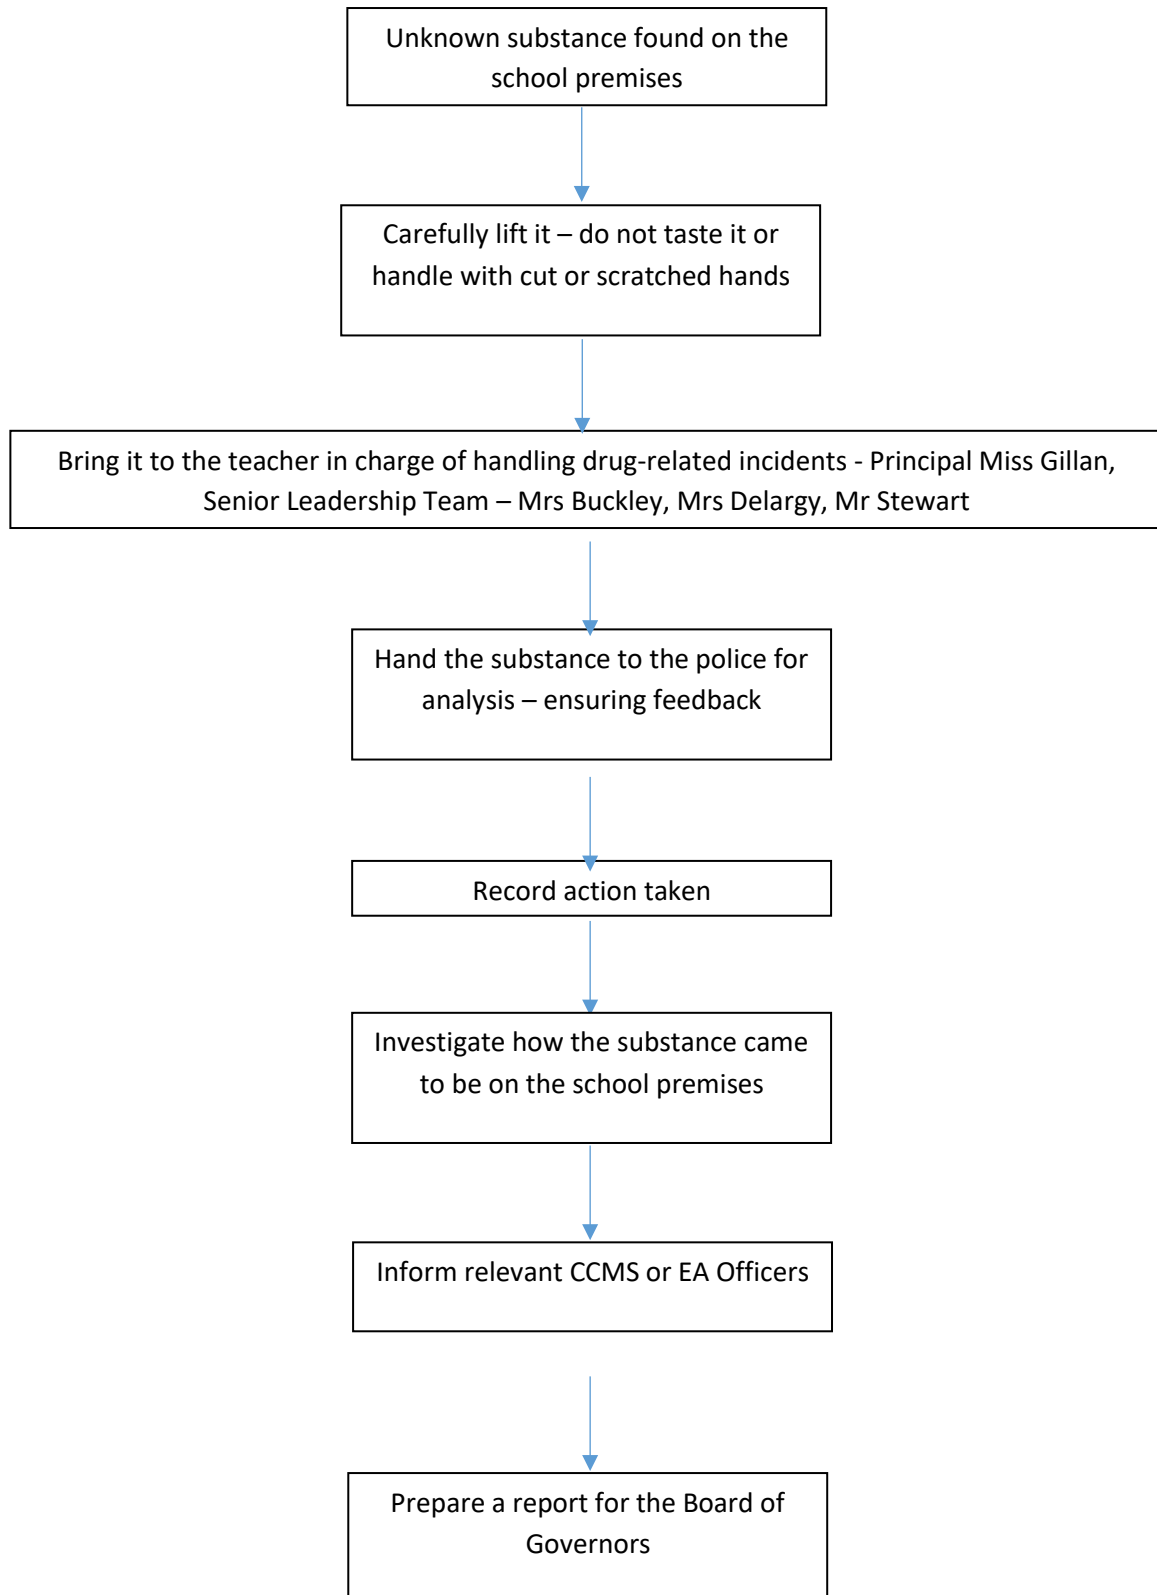 Unknown substance found on the
school premises
Carefully lift it – do not taste it or
handle with cut or scratched hands
Bring it to the teacher in charge of handling drug-related incidents - Principal Miss Gillan,
Senior Leadership Team – Mrs Buckley, Mrs Delargy, Mr Stewart
Hand the substance to the police for
analysis – ensuring feedback
Record action taken
Investigate how the substance came
to be on the school premises
Inform relevant CCMS or EA Officers
Prepare a report for the Board of
Governors